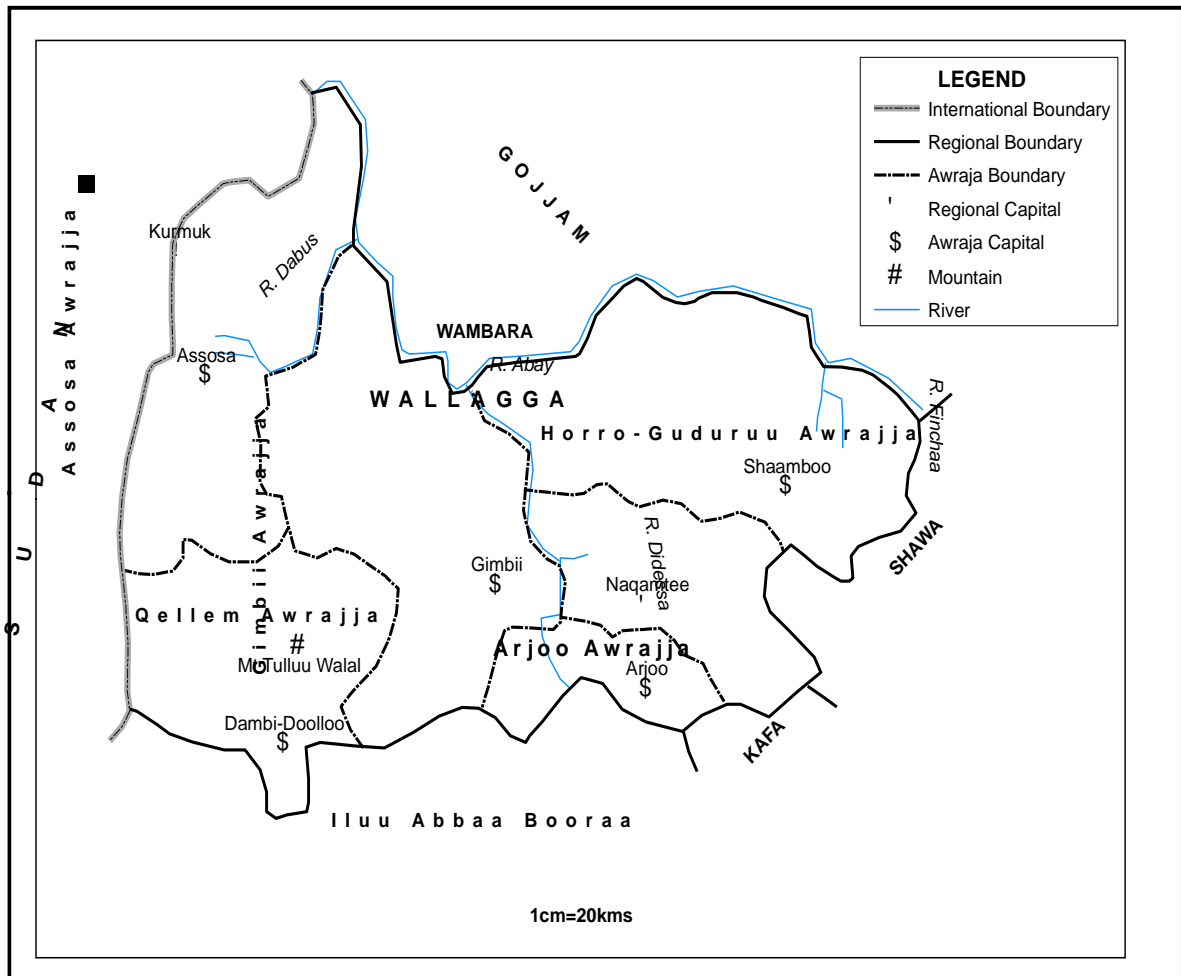 LEGEND
International Boundary
Regional Boundary
Awraja Boundary
' Regional Capital
$ Awraja Capital
# Mountain
River
GOJJAM
Kurmuk
R. Dabus
Assosa Awrajja
SUDAN
WAMBARA
Assosa
$
R. Abay
WALLAGGA
R. Finchaa
Horro-Guduruu Awrajja
Shaamboo
$
Gimbii Awrajja
R. Didessa
SHAWA
Gimbii
$
Naqamtee
'
Qellem Awrajja
#
Mt Tulluu Walal
Arjoo Awrajja
Arjoo
$
Dambi-Doolloo
$
KAFA
Iluu Abbaa Booraa
1cm=20kms